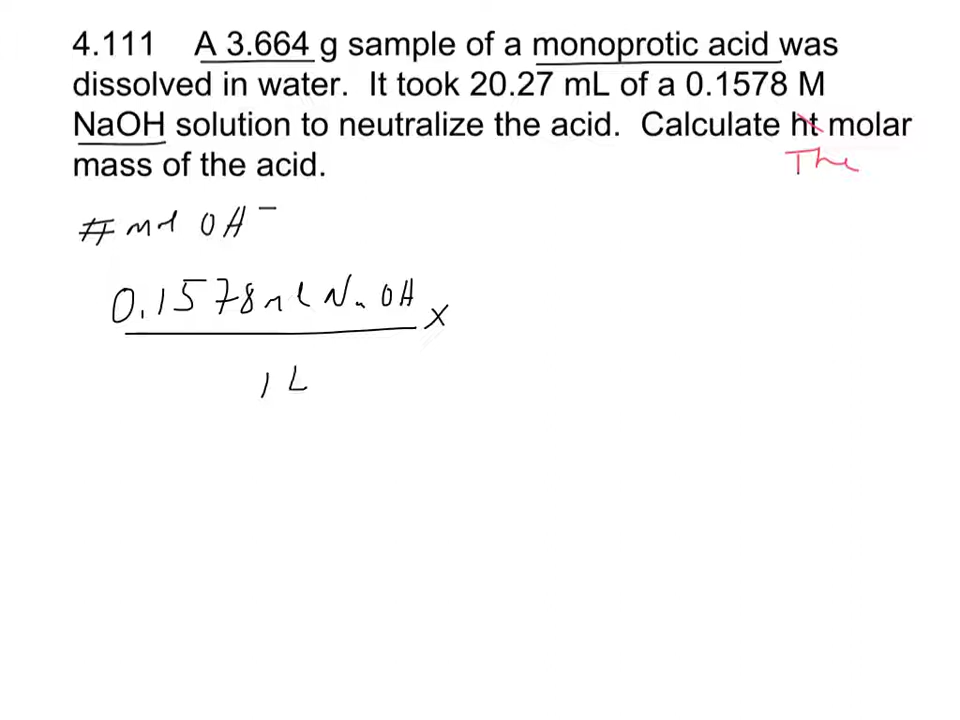 4.111 A 3.664 g sample of a monoprotic acid was
dissolved in water. It took 20.27 mL of a 0.1578 M
NaOH solution to neutralize the acid. Calculate ht molar
The
mass of the acid.
# mol OH⁻
0.1578 mol NaOH x
1 L